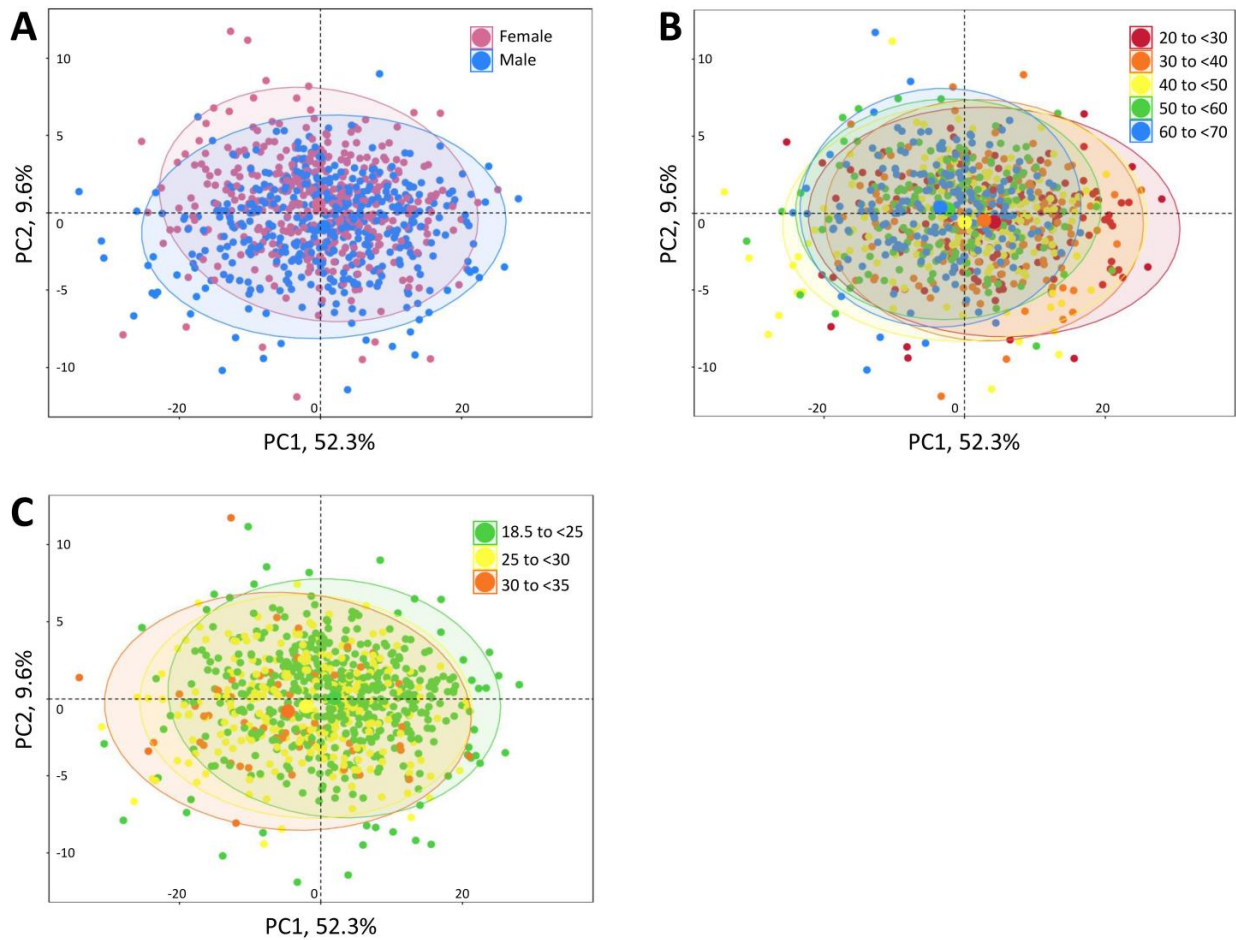 A
Female
Male
10
5
0
-5
-10
PC2, 9.6%
-20
0
20
PC1, 52.3%
B
20 to <30
30 to <40
40 to <50
50 to <60
60 to <70
10
5
0
-5
-10
PC2, 9.6%
-20
0
20
PC1, 52.3%
C
18.5 to <25
25 to <30
30 to <35
10
5
0
-5
-10
PC2, 9.6%
-20
0
20
PC1, 52.3%